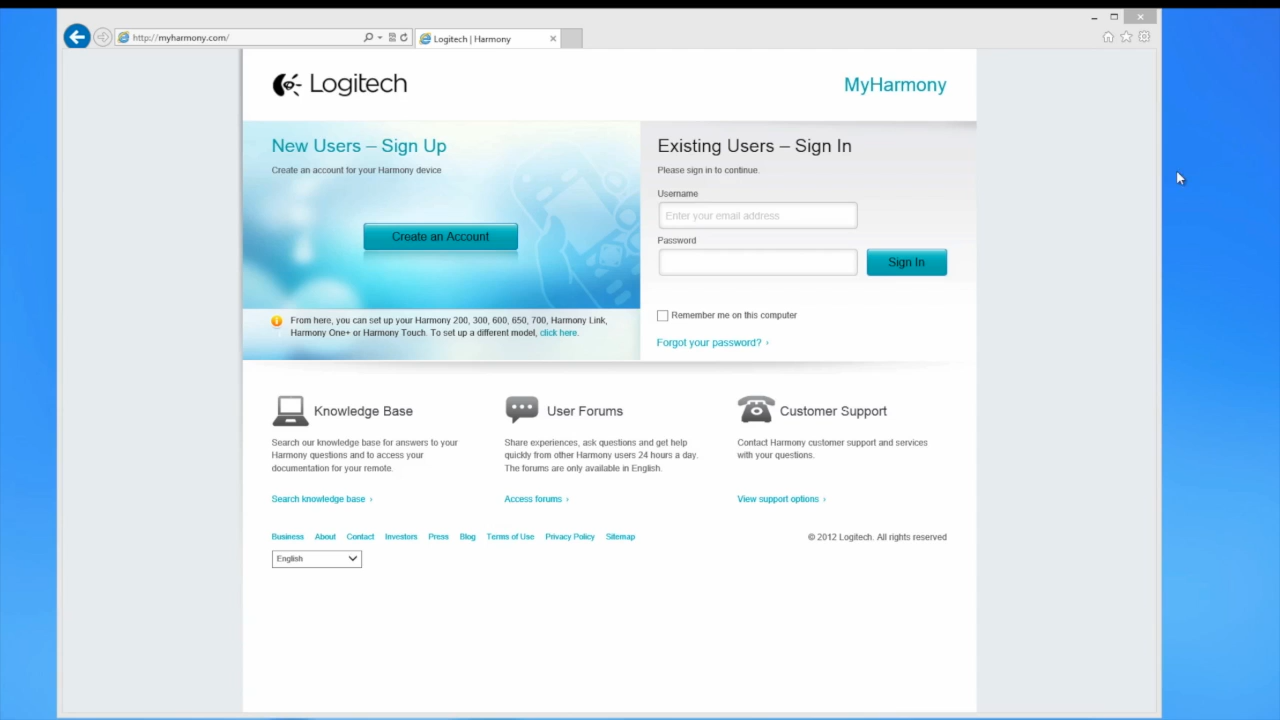 http://myharmony.com/
Logitech | Harmony
Logitech
MyHarmony
New Users – Sign Up
Create an account for your Harmony device
Create an Account
From here, you can set up your Harmony 200, 300, 600, 650, 700, Harmony Link,
Harmony One+ or Harmony Touch. To set up a different model, click here.
Existing Users – Sign In
Please sign in to continue.
Username
Enter your email address
Password
Sign In
Remember me on this computer
Forgot your password? ›
Knowledge Base
Search our knowledge base for answers to your
Harmony questions and to access your
documentation for your remote.
Search knowledge base ›
User Forums
Share experiences, ask questions and get help
quickly from other Harmony users 24 hours a day.
The forums are only available in English.
Access forums ›
Customer Support
Contact Harmony customer support and services
with your questions.
View support options ›
Business About Contact Investors Press Blog Terms of Use Privacy Policy Sitemap
© 2012 Logitech. All rights reserved
English